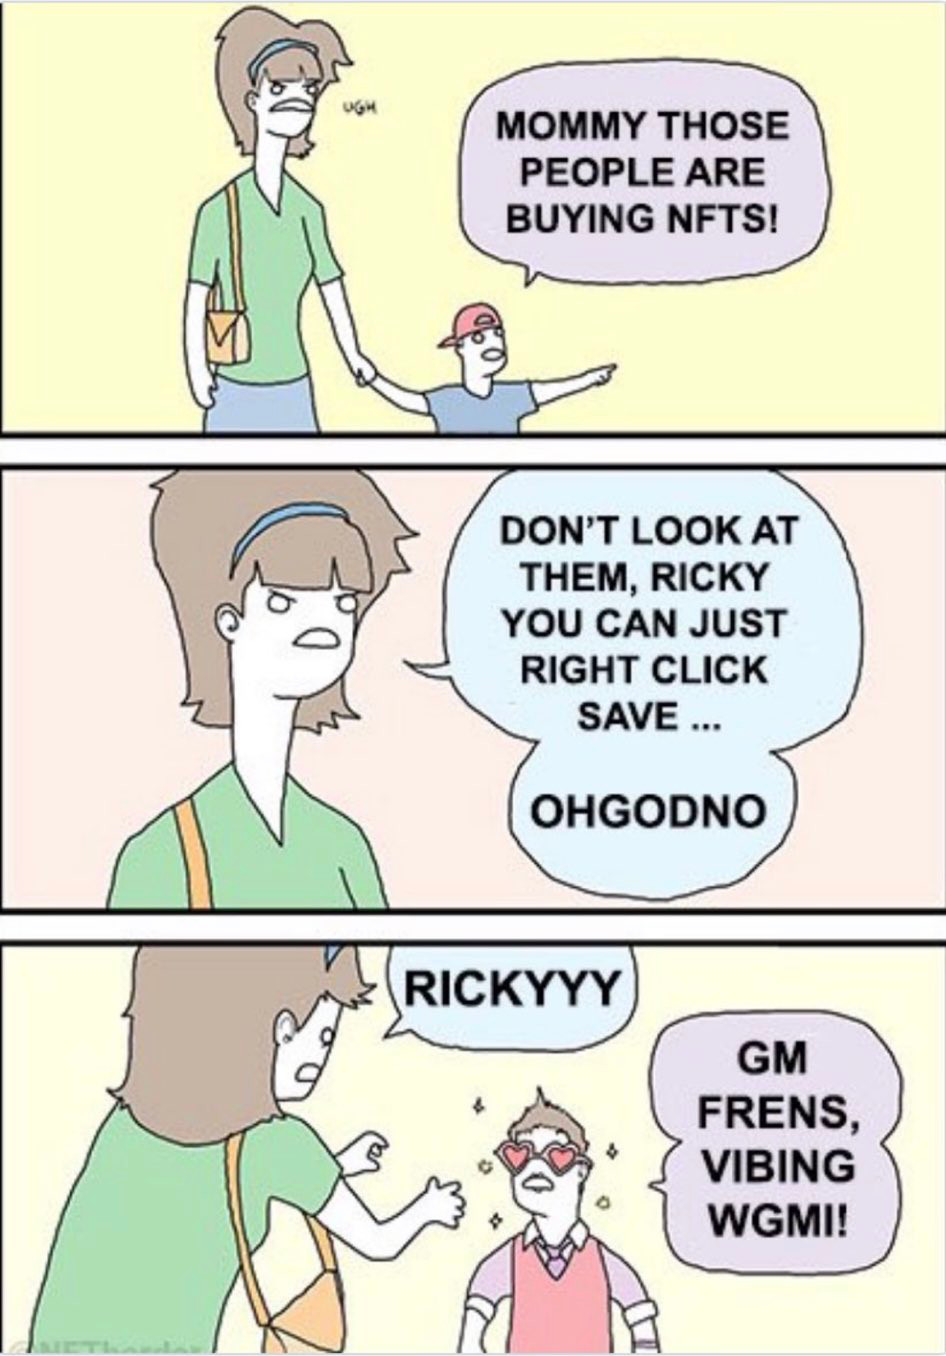 UGH
MOMMY THOSE
PEOPLE ARE
BUYING NFTS!
DON'T LOOK AT
THEM, RICKY
YOU CAN JUST
RIGHT CLICK
SAVE ...
OHGODNO
RICKYYY
GM
FRENS,
VIBING
WGMI!